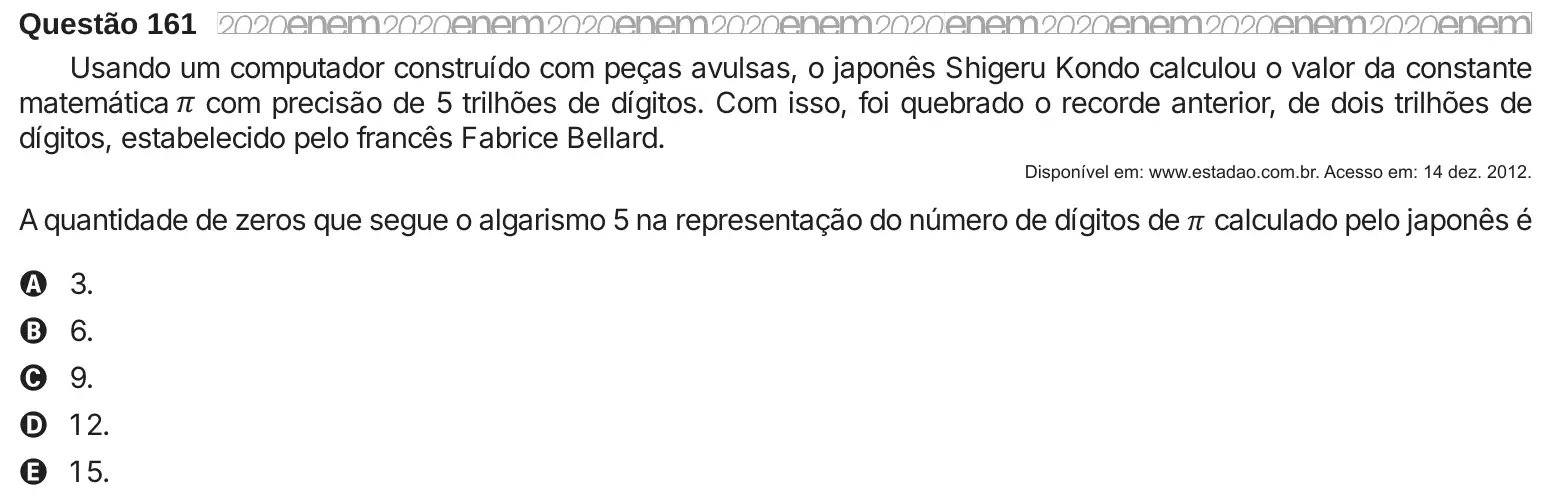 Questão 161 2020enem2020enem2020enem2020enem2020enem2020enem2020enem2020enem
Usando um computador construído com peças avulsas, o japonês Shigeru Kondo calculou o valor da constante
matemática π com precisão de 5 trilhões de dígitos. Com isso, foi quebrado o recorde anterior, de dois trilhões de
dígitos, estabelecido pelo francês Fabrice Bellard.
Disponível em: www.estadao.com.br. Acesso em: 14 dez. 2012.
A quantidade de zeros que segue o algarismo 5 na representação do número de dígitos de π calculado pelo japonês é
A 3.
B 6.
C 9.
D 12.
E 15.